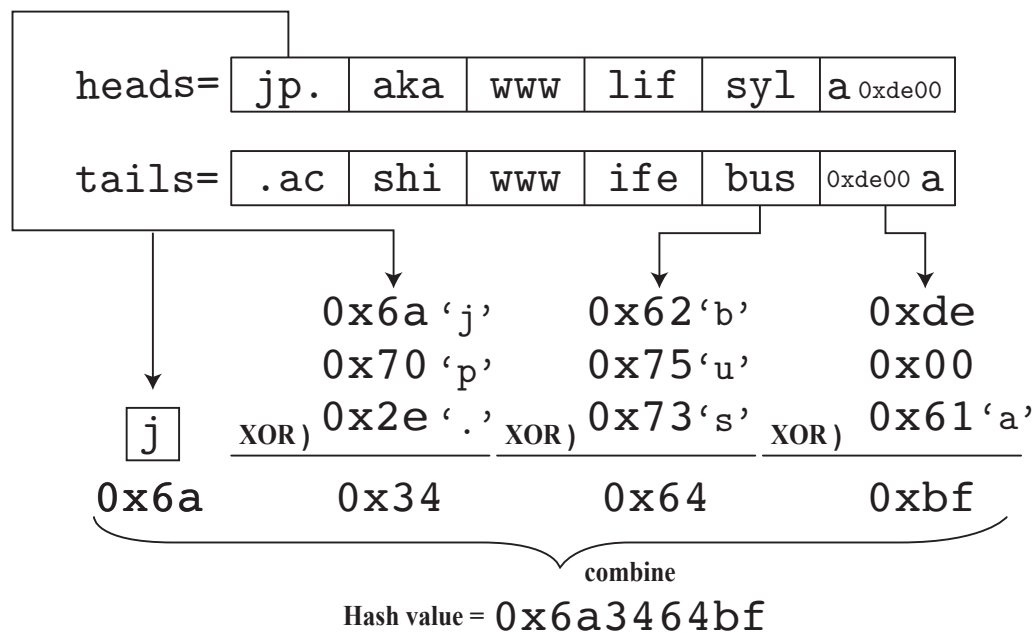 heads= jp. aka www lif syl a 0xde00
tails= .ac shi www ife bus 0xde00 a
0x6a ‘j’ 0x62 ‘b’ 0xde
0x70 ‘p’ 0x75 ‘u’ 0x00
j XOR) 0x2e ‘.’ XOR) 0x73 ‘s’ XOR) 0x61 ‘a’
0x6a 0x34 0x64 0xbf
combine
Hash value = 0x6a3464bf